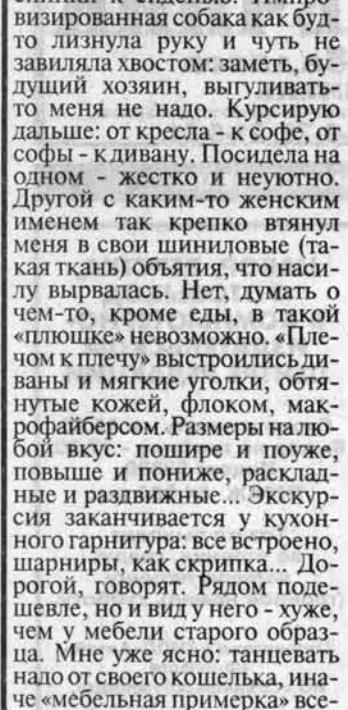 визированная собака как буд-
то лизнула руку и чуть не
завиляла хвостом: заметь, бу-
дущий хозяин, выгуливать-
то меня не надо. Курсирую
дальше: от кресла - к софе, от
софы - к дивану. Посидела на
одном - жестко и неуютно.
Другой с каким-то женским
именем так крепко втянул
меня в свои шиниловые (та-
кая ткань) объятия, что наси-
лу вырвалась. Нет, думать о
чем-то, кроме еды, в такой
«плюшке» невозможно. «Пле-
чом к плечу» выстроились ди-
ваны и мягкие уголки, обтя-
нутые кожей, флоком, мак-
рофайберсом. Размеры на лю-
бой вкус: пошире и поуже,
повыше и пониже, расклад-
ные и раздвижные... Экскур-
сия заканчивается у кухон-
ного гарнитура: все встроено,
шарниры, как скрипка... До-
рогой, говорят. Рядом поде-
шевле, но и вид у него - хуже,
чем у мебели старого образ-
ца. Мне уже ясно: танцевать
надо от своего кошелька, ина-
че «мебельная примерка» все-